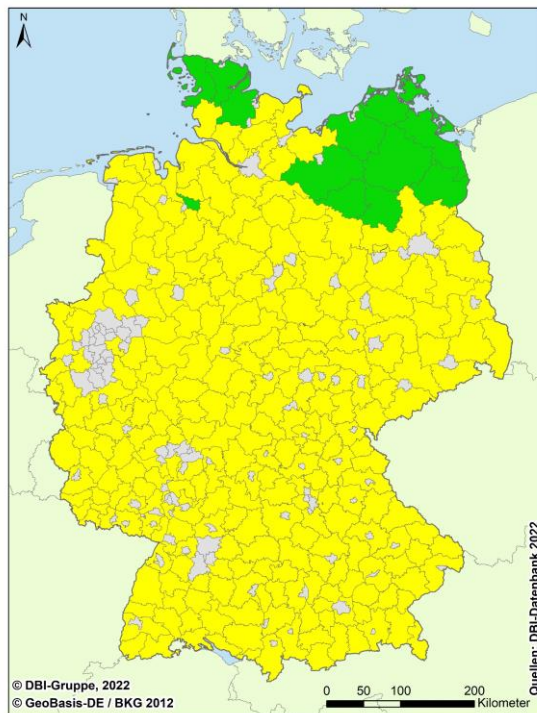 N
Quellen: DBI-Datenbank 2022
© DBI-Gruppe, 2022
© GeoBasis-DE / BKG 2012
0 50 100 200
Kilometer